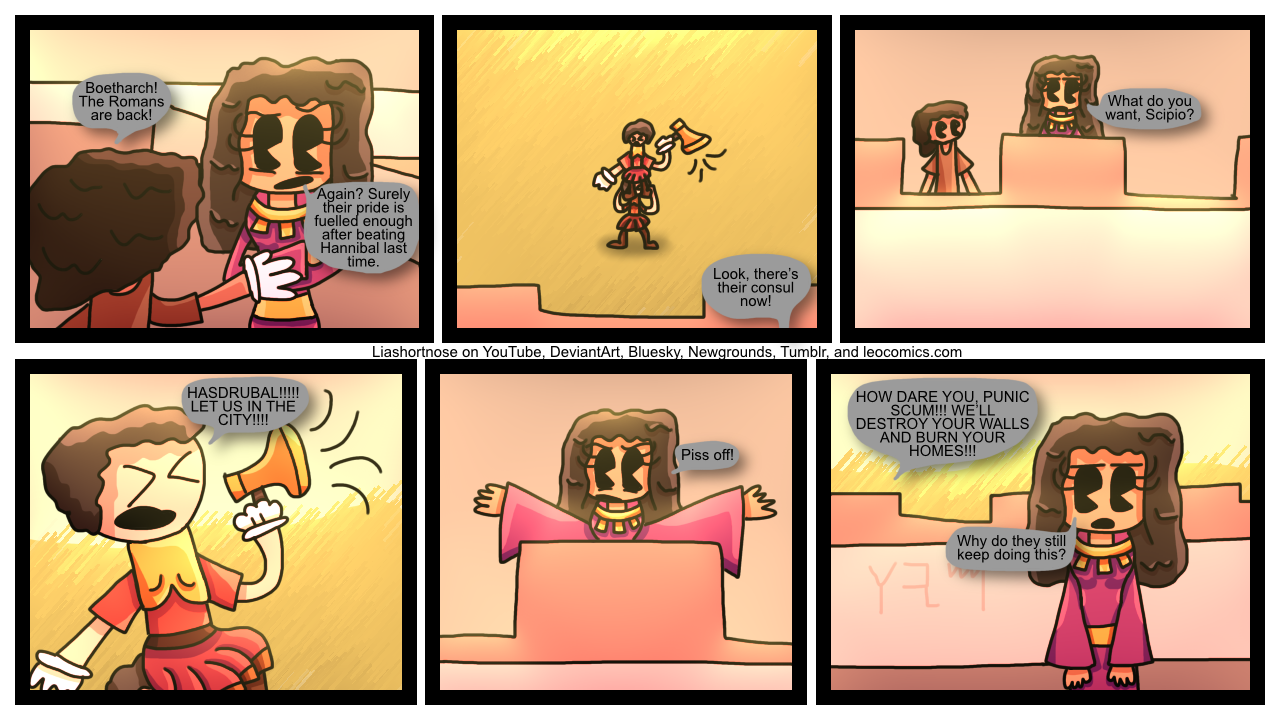 Boetharch!
The Romans
are back!
Again? Surely
their pride is
fuelled enough
after beating
Hannibal last
time.
Look, there's
their consul
now!
What do you
want, Scipio?
Liashortnose on YouTube, DeviantArt, Bluesky, Newgrounds, Tumblr, and leocomics.com
HASDRUBAL!!!!!
LET US IN THE
CITY!!!!
Piss off!
HOW DARE YOU, PUNIC
SCUM!!! WE'LL
DESTROY YOUR WALLS
AND BURN YOUR
HOMES!!!
Why do they still
keep doing this?